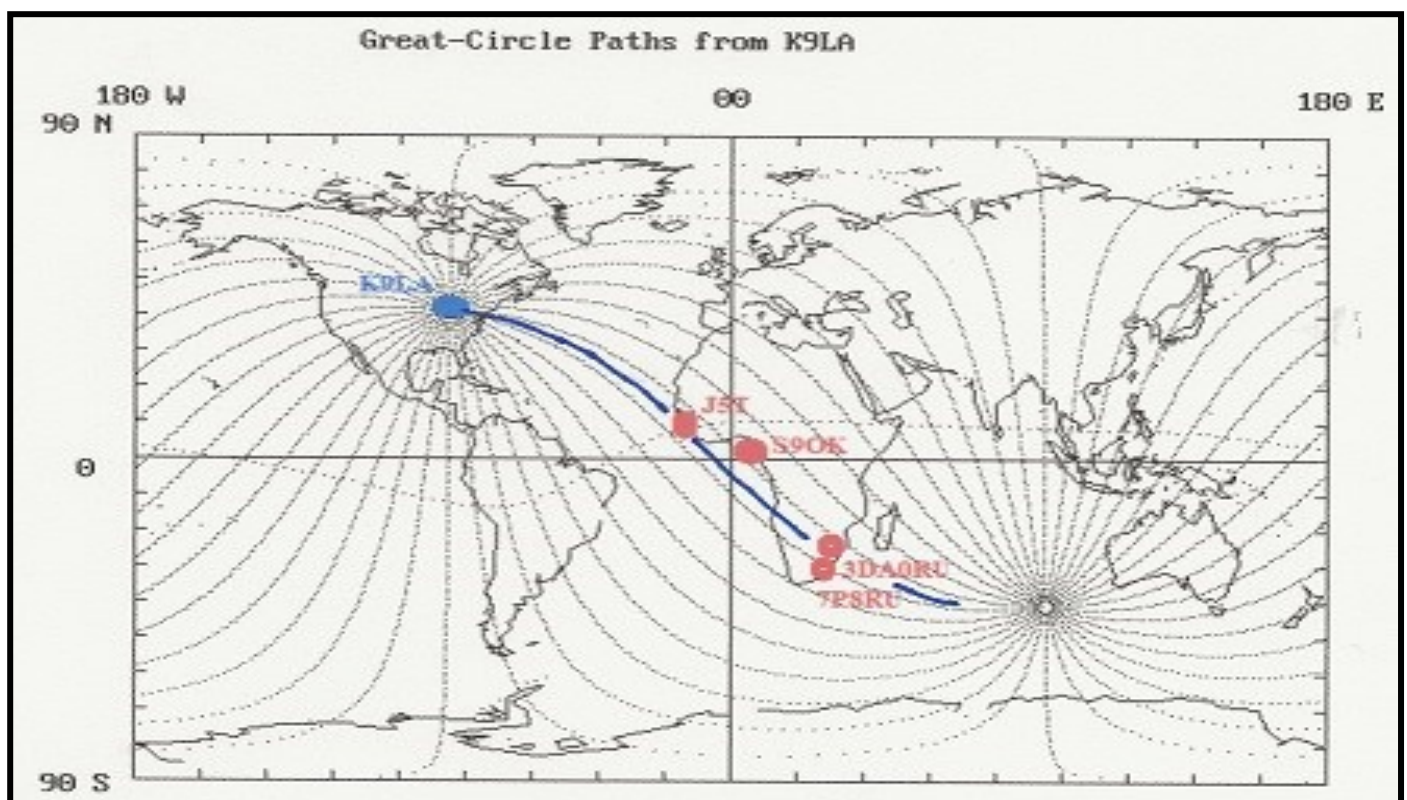 Great-Circle Paths from K9LA
180 W
00
180 E
90 N
K9LA
J5T
S9OK
0
3DA0RU
7P8RU
90 S